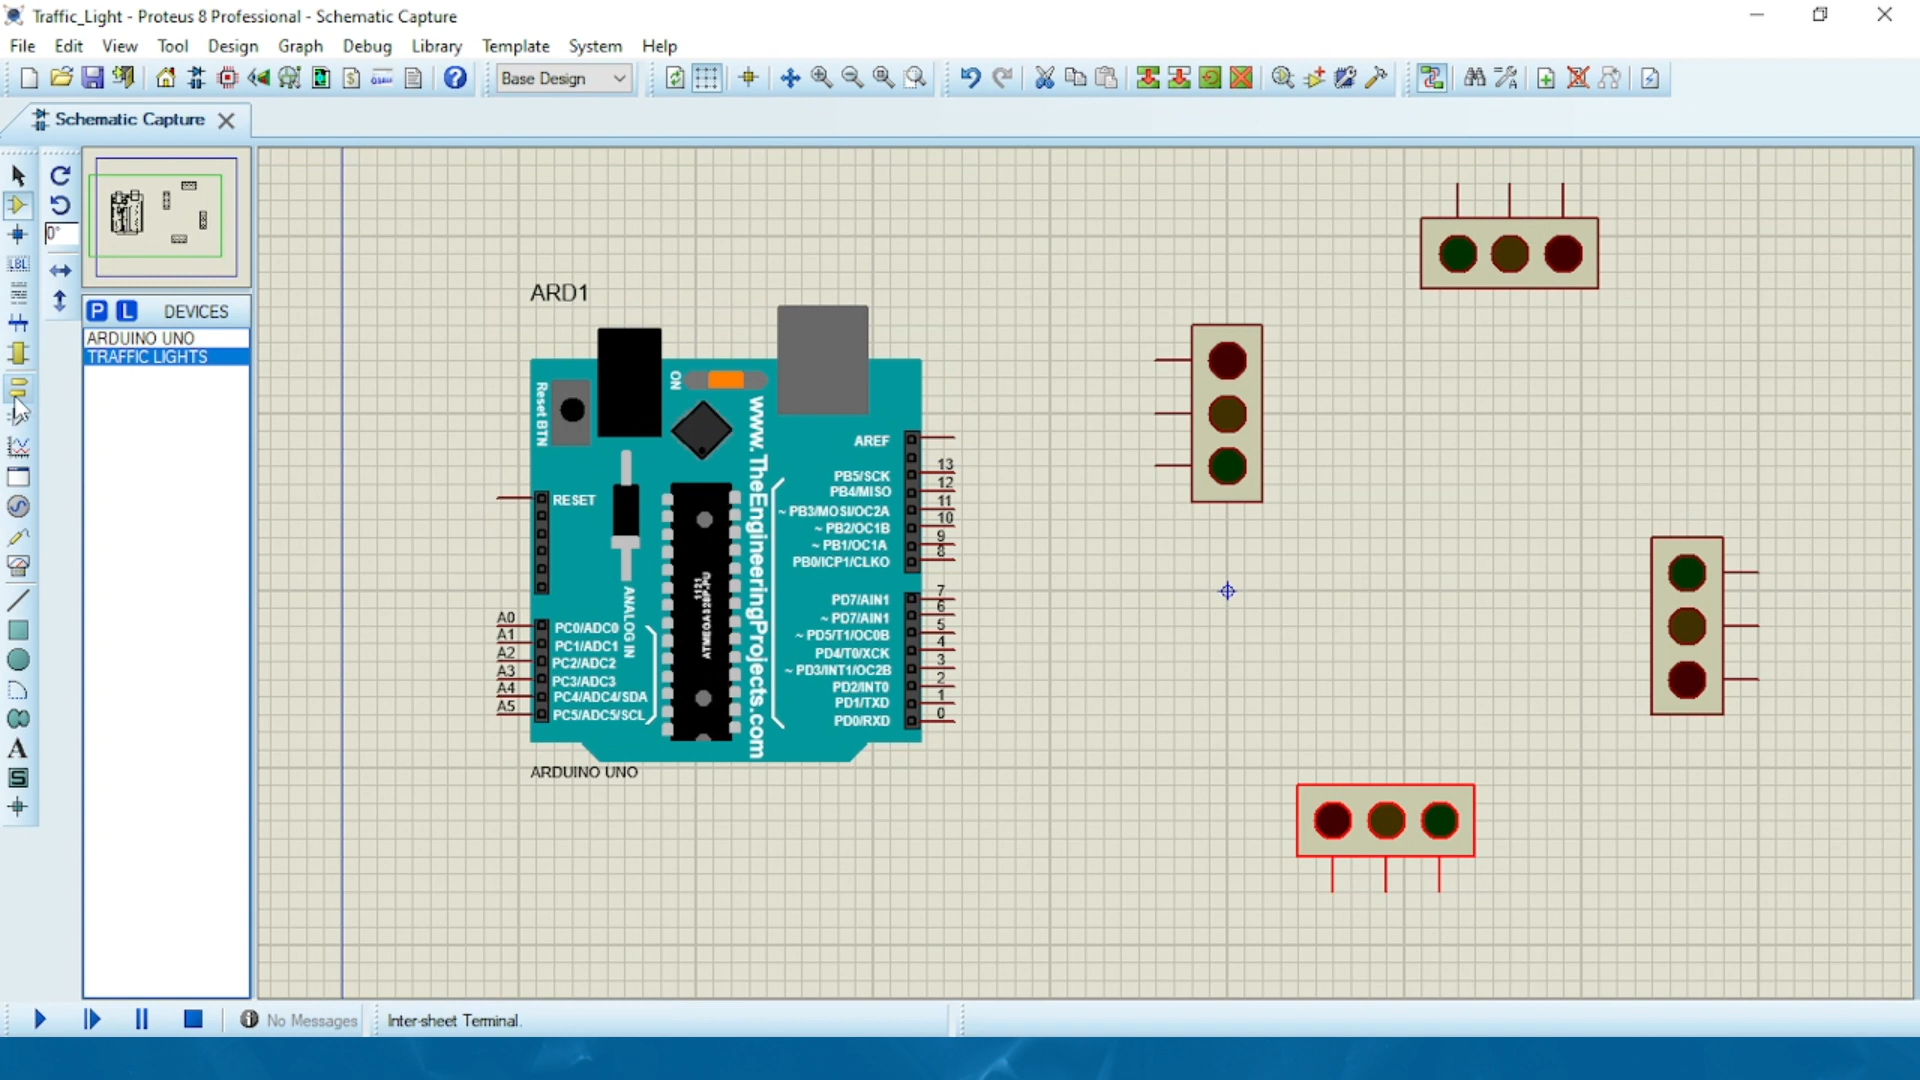 Traffic_Light - Proteus 8 Professional - Schematic Capture
File Edit View Tool Design Graph Debug Library Template System Help
Base Design
Schematic Capture
LBL
0°
P L DEVICES
ARDUINO UNO
TRAFFIC LIGHTS
A
S
ARD1
Reset BTN
ON
www.TheEngineeringProjects.com
AREF
13
PB5/SCK
12
PB4/MISO
11
~ PB3/MOSI/OC2A
10
~ PB2/OC1B
9
~ PB1/OC1A
8
PB0/ICP1/CLKO
RESET
ANALOG IN
1121
ATMEGA328P-PU
7
PD7/AIN1
6
~ PD7/AIN1
5
~ PD5/T1/OC0B
4
PD4/T0/XCK
3
~ PD3/INT1/OC2B
2
PD2/INT0
1
PD1/TXD
0
PD0/RXD
A0
PC0/ADC0
A1
PC1/ADC1
A2
PC2/ADC2
A3
PC3/ADC3
A4
PC4/ADC4/SDA
A5
PC5/ADC5/SCL
ARDUINO UNO
No Messages
Inter-sheet Terminal.